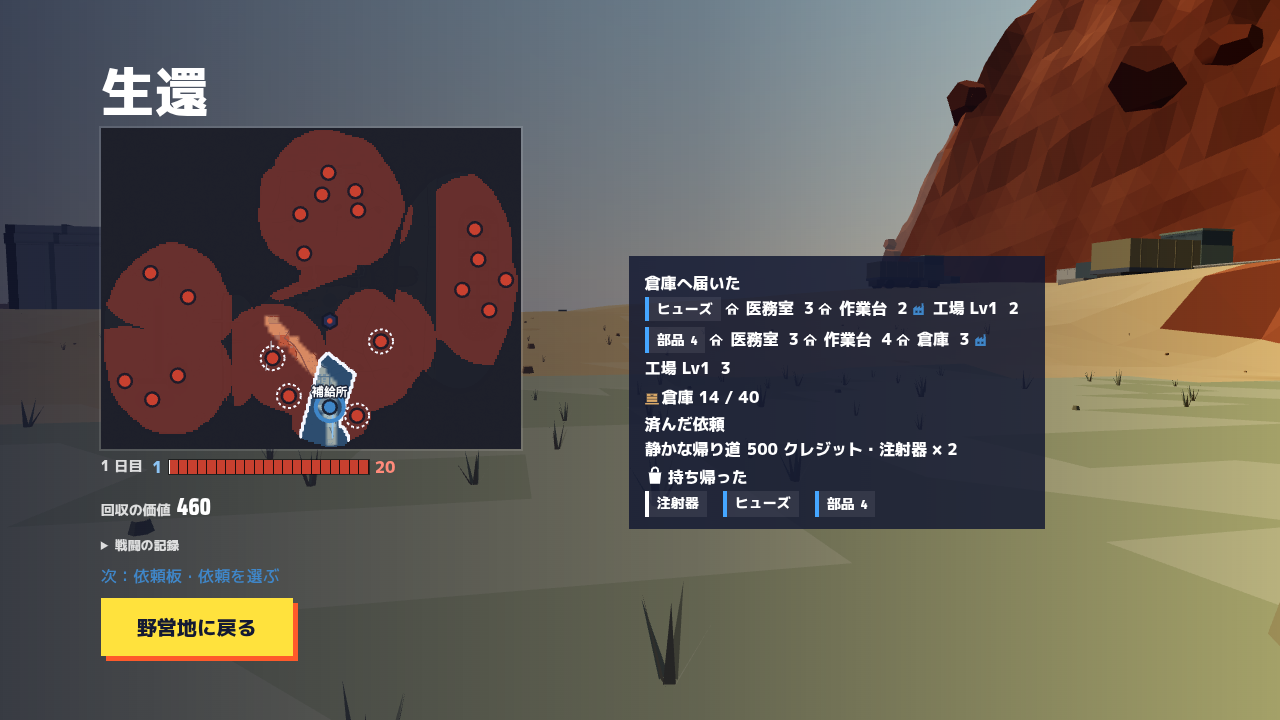 生還
補給所
1 日目 1 20
回収の価値 460
▶ 戦闘の記録
次：依頼板・依頼を選ぶ
野営地に戻る
倉庫へ届いた
ヒューズ 医務室 3 作業台 2 工場 Lv1 2
部品 4 医務室 3 作業台 4 倉庫 3
工場 Lv1 3
倉庫 14 / 40
済んだ依頼
静かな帰り道 500 クレジット・注射器 × 2
持ち帰った
注射器 ヒューズ 部品 4